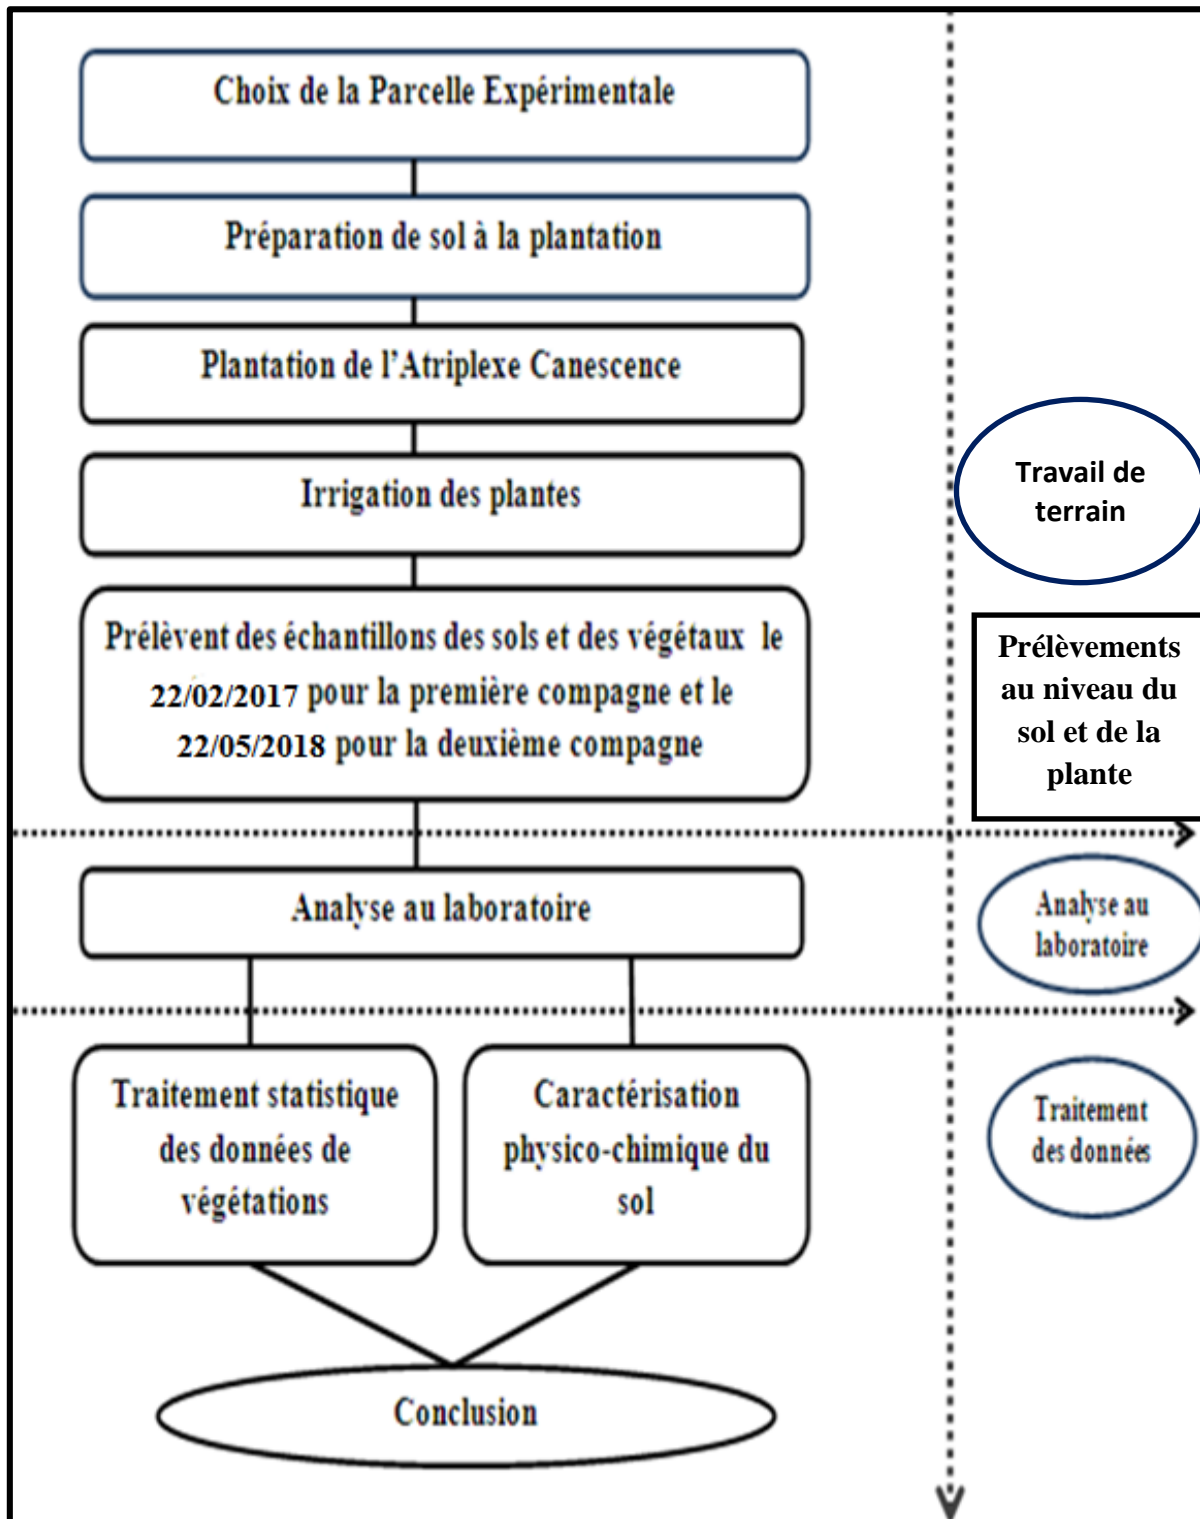 Choix de la Parcelle Expérimentale
Préparation de sol à la plantation
Plantation de l'Atriplexe Canescence
Irrigation des plantes
Prélèvent des échantillons des sols et des végétaux le
22/02/2017 pour la première compagne et le
22/05/2018 pour la deuxième compagne
Travail de
terrain
Prélèvements
au niveau du
sol et de la
plante
Analyse au laboratoire
Analyse au
laboratoire
Traitement statistique
des données de
végétations
Caractérisation
physico-chimique du
sol
Traitement
des données
Conclusion